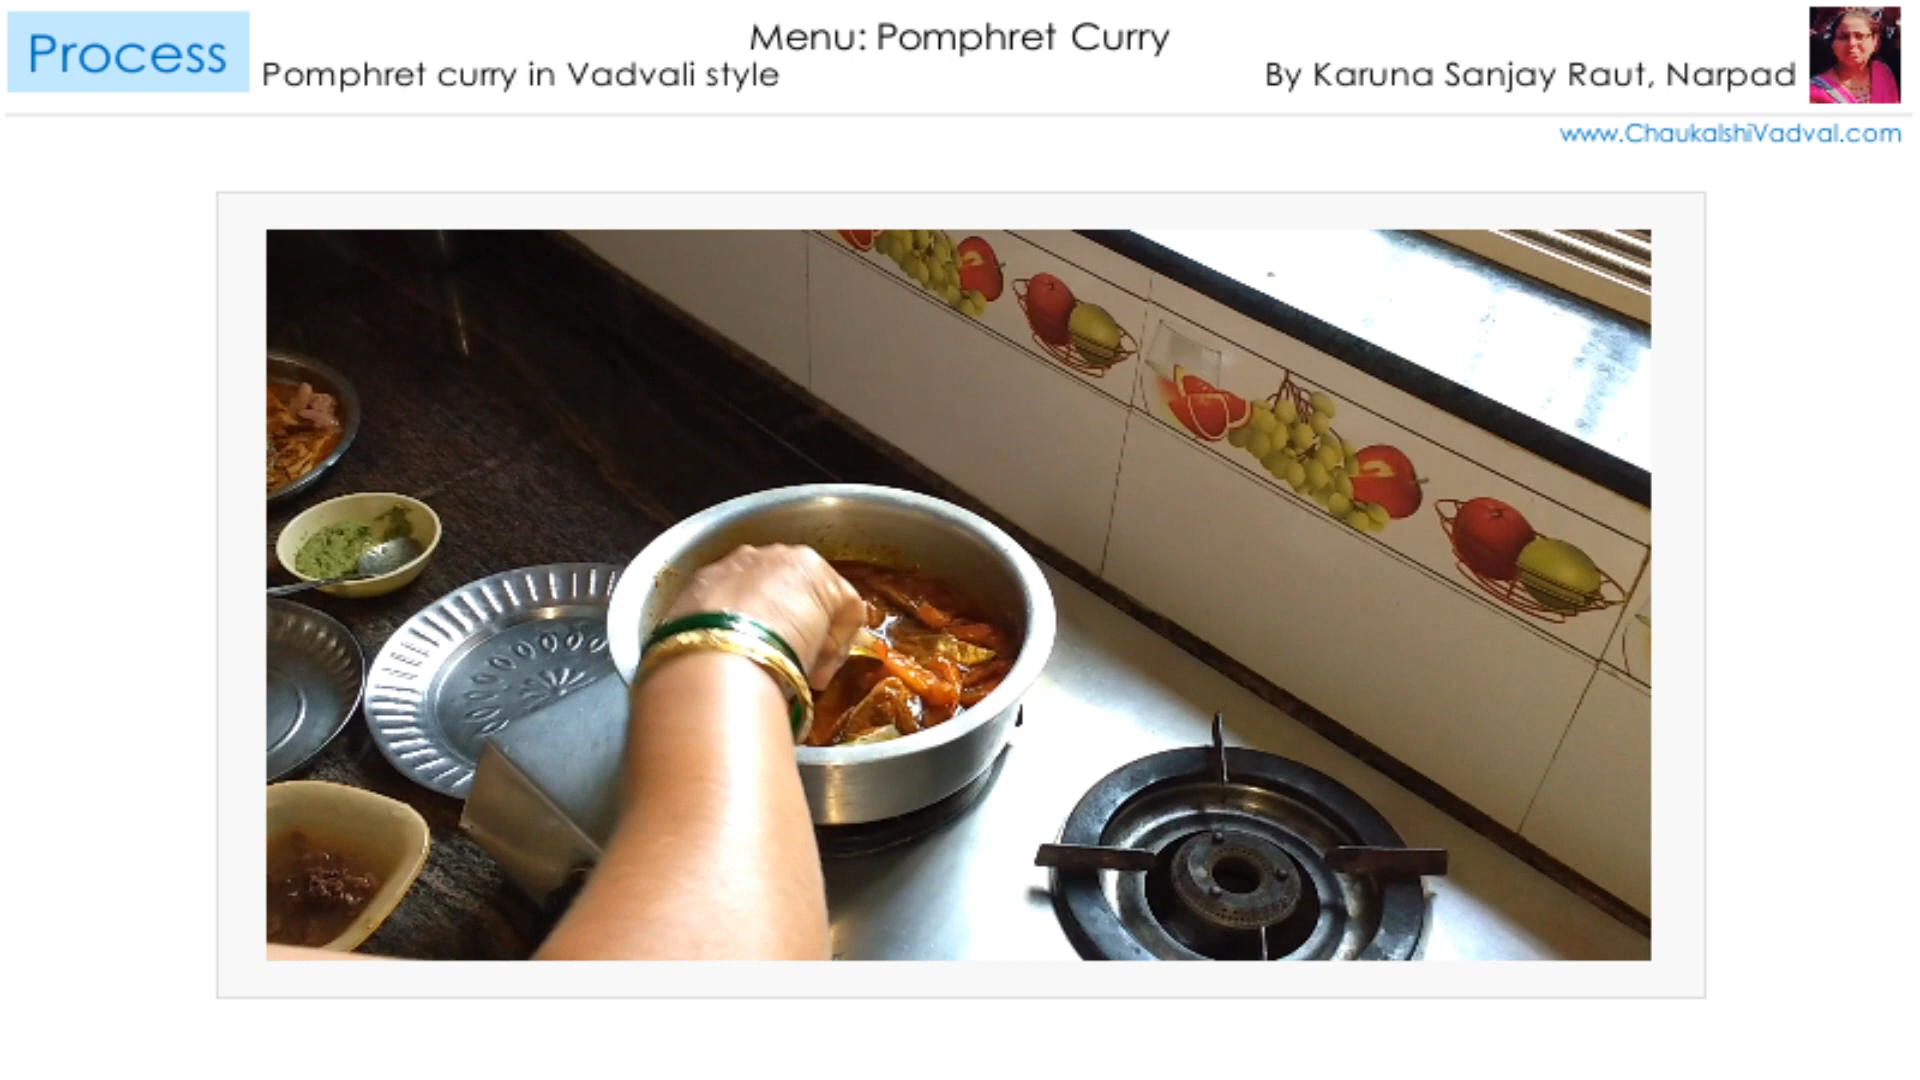 Process
Menu: Pomphret Curry
Pomphret curry in Vadvali style
By Karuna Sanjay Raut, Narpad
www.ChaukalshiVadval.com